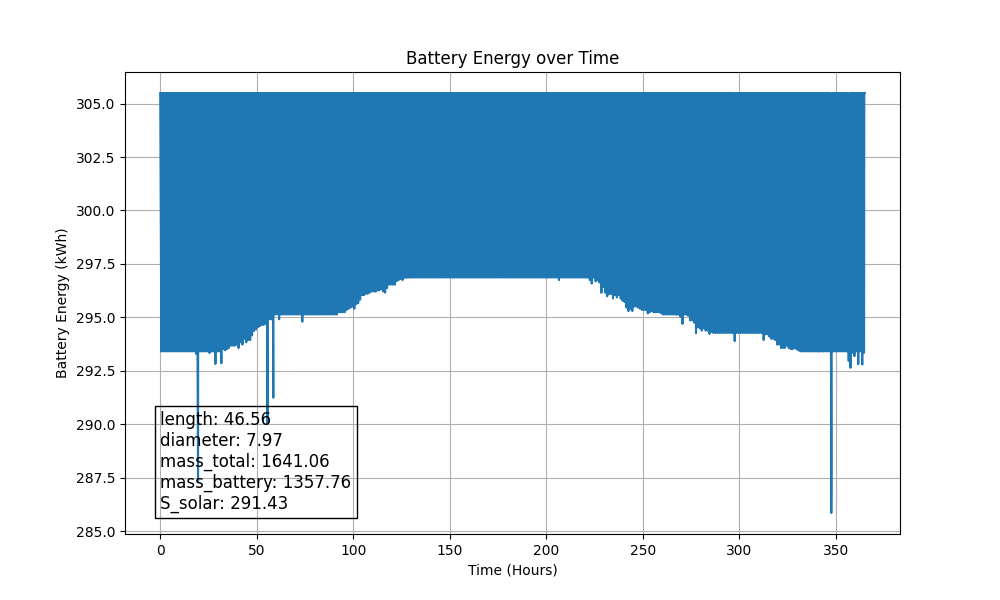 Battery Energy over Time
Battery Energy (kWh)
305.0
302.5
300.0
297.5
295.0
292.5
290.0
287.5
285.0
length: 46.56
diameter: 7.97
mass_total: 1641.06
mass_battery: 1357.76
S_solar: 291.43
0 50 100 150 200 250 300 350
Time (Hours)